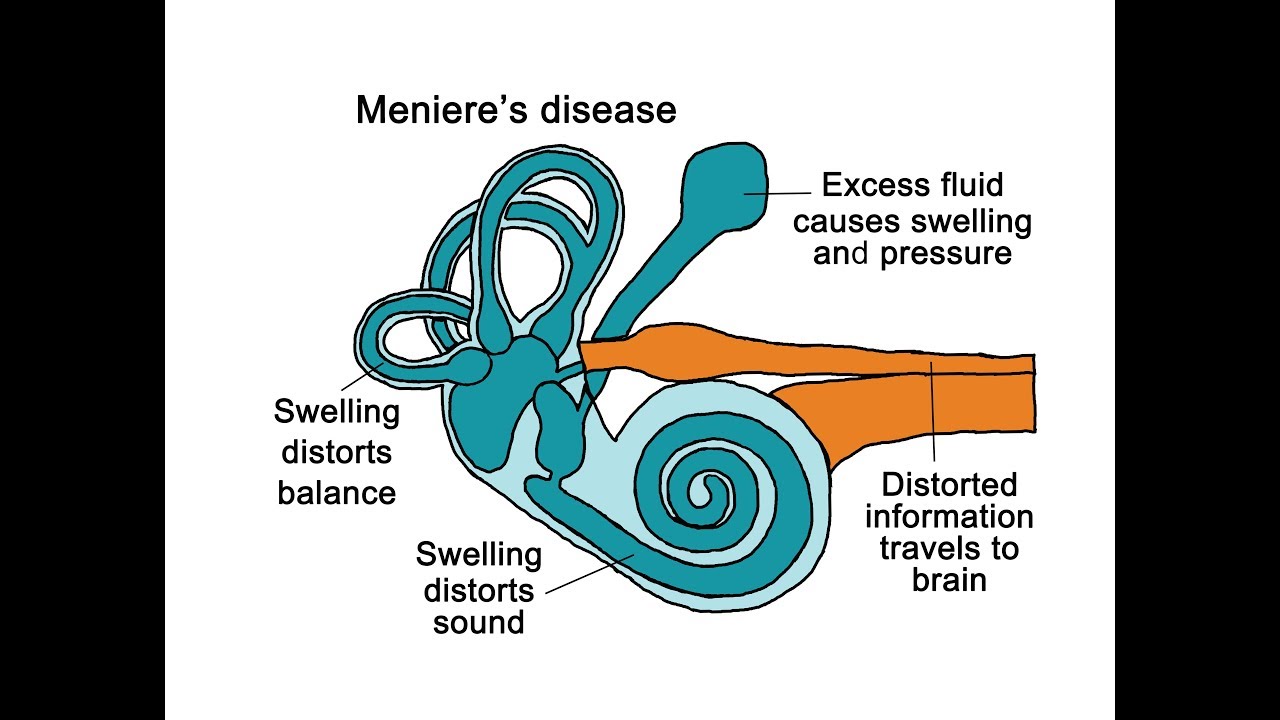 Meniere’s disease
Excess fluid
causes swelling
and pressure
Swelling
distorts
balance
Swelling
distorts
sound
Distorted
information
travels to
brain